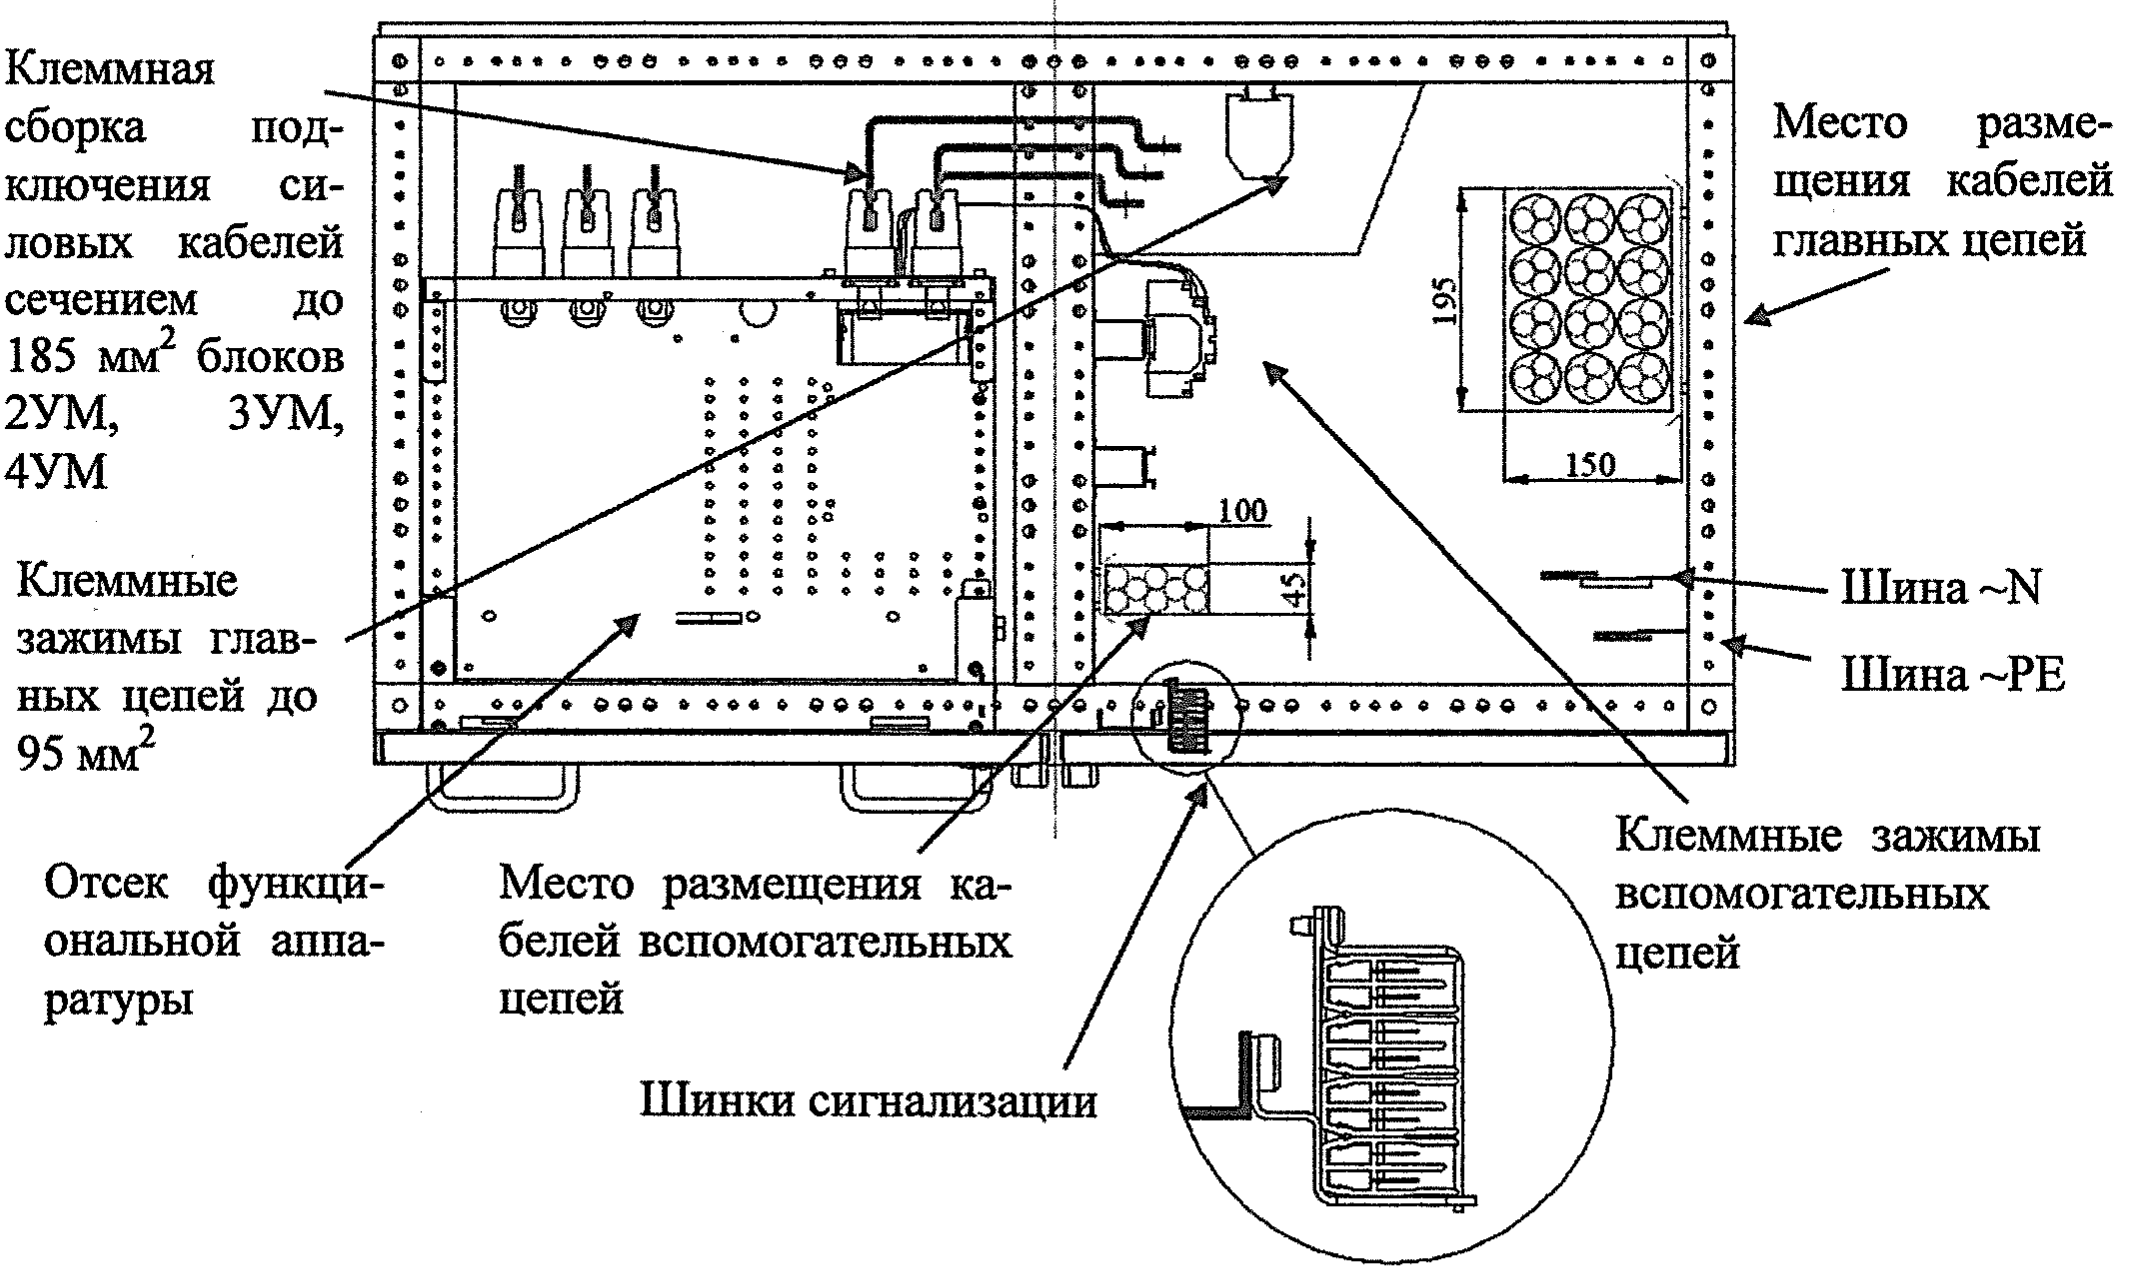 Клеммная
сборка под-
ключения си-
ловых кабелей
сечением до
185 мм² блоков
2УМ, 3УМ,
4УМ
Клеммные
зажимы глав-
ных цепей до
95 мм²
Отсек функци-
ональной аппа-
ратуры
Место размещения ка-
белей вспомогательных
цепей
Шинки сигнализации
195
150
100
45
Место разме-
щения кабелей
главных цепей
Шина ~N
Шина ~PE
Клеммные зажимы
вспомогательных
цепей